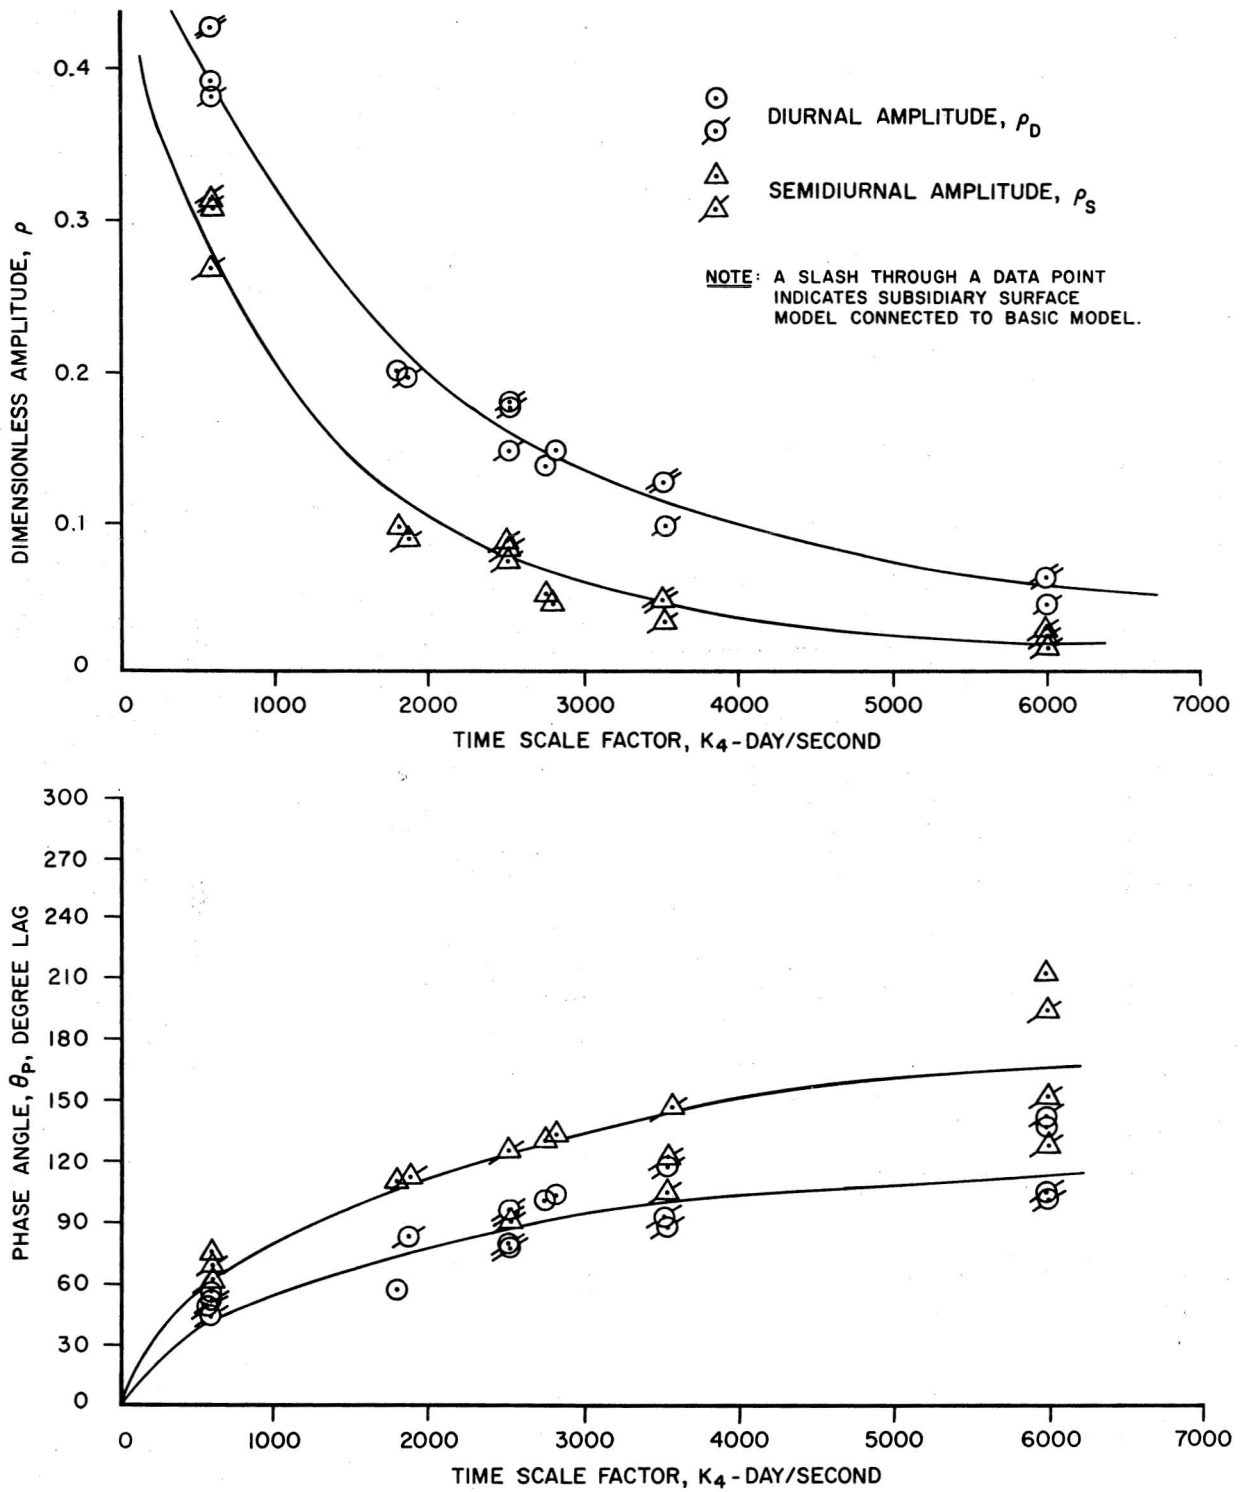 0.4
0.3
0.2
0.1
0
DIMENSIONLESS AMPLITUDE, ρ
DIURNAL AMPLITUDE, ρD
SEMIDIURNAL AMPLITUDE, ρS
NOTE: A SLASH THROUGH A DATA POINT
INDICATES SUBSIDIARY SURFACE
MODEL CONNECTED TO BASIC MODEL.
0 1000 2000 3000 4000 5000 6000 7000
TIME SCALE FACTOR, K4-DAY/SECOND
300
270
240
210
180
150
120
90
60
30
0
PHASE ANGLE, θP, DEGREE LAG
0 1000 2000 3000 4000 5000 6000 7000
TIME SCALE FACTOR, K4-DAY/SECOND